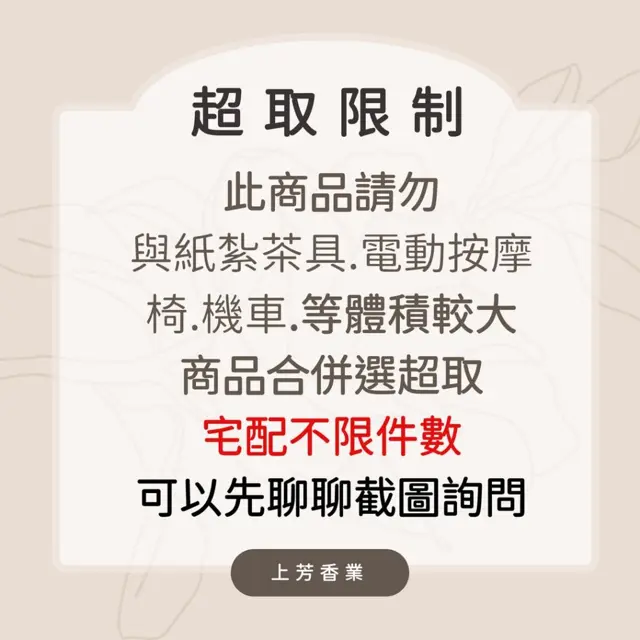 超取限制
此商品請勿
與紙紮茶具.電動按摩
椅.機車.等體積較大
商品合併選超取
宅配不限件數
可以先聊聊截圖詢問
上芳香業